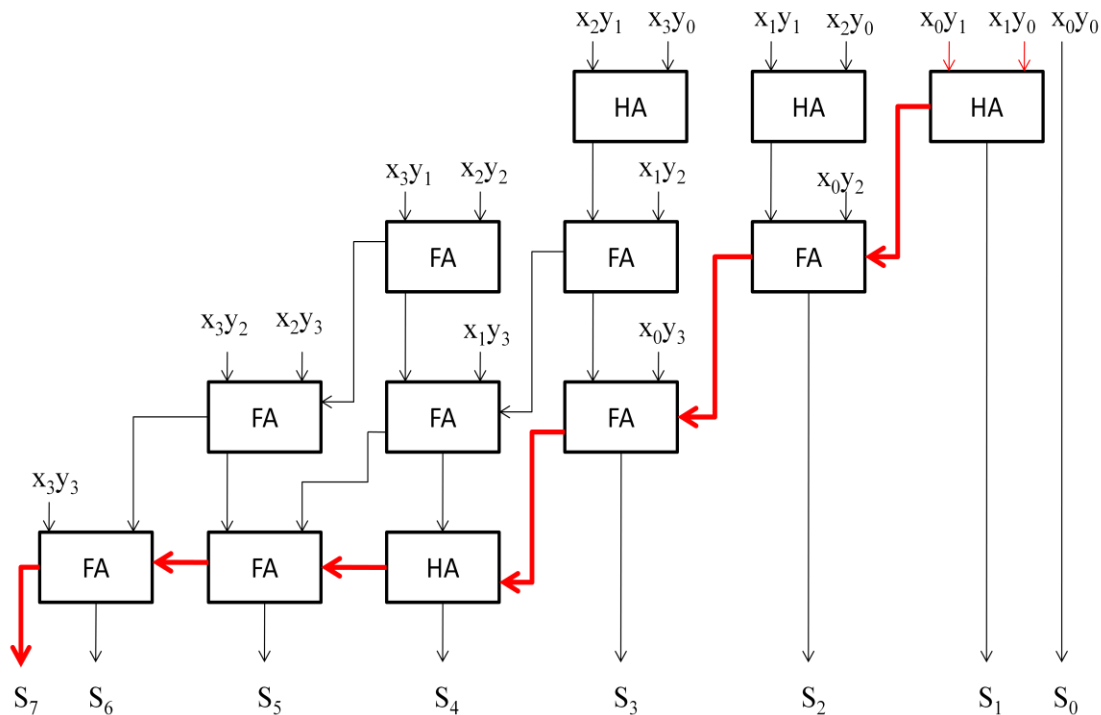 x₂y₁ x₃y₀ x₁y₁ x₂y₀ x₀y₁ x₁y₀ x₀y₀
HA HA HA
x₃y₁ x₂y₂ x₁y₂ x₀y₂
FA FA FA
x₃y₂ x₂y₃ x₁y₃ x₀y₃
FA FA FA
x₃y₃
FA FA HA
S₇ S₆ S₅ S₄ S₃ S₂ S₁ S₀